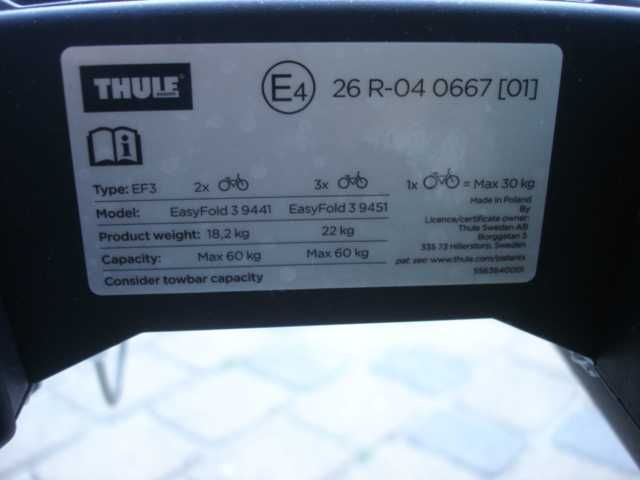 THULE
SWEDEN
E4 26 R-04 0667 [01]
Type: EF3 2x 3x 1x = Max 30 kg
Model: EasyFold 3 9441 EasyFold 3 9451
Product weight: 18,2 kg 22 kg
Capacity: Max 60 kg Max 60 kg
Consider towbar capacity
Made in Poland
By
Licence/certificate owner:
Thule Sweden AB
Borggatan 5
335 73 Hillerstorp, Sweden
pat see www.thule.com/patents
5563640001